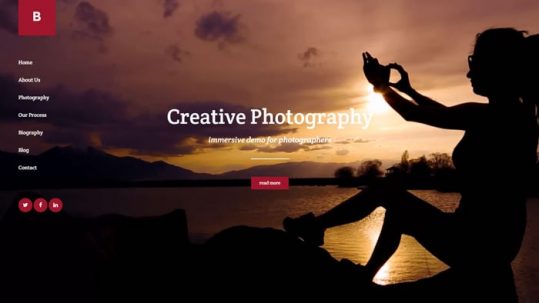 B
Home
About Us
Photography
Our Process
Biography
Blog
Contact
Creative Photography
Immersive demo for photographers
read more